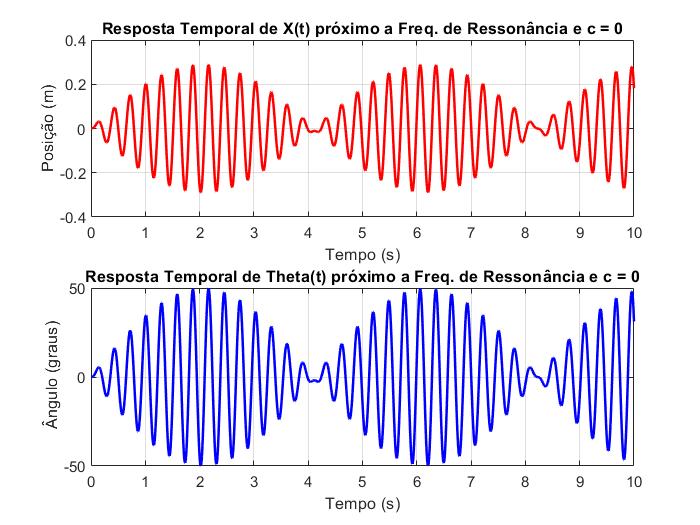 Resposta Temporal de X(t) próximo a Freq. de Ressonância e c = 0
0.4
0.2
0
-0.2
-0.4
Posição (m)
0 1 2 3 4 5 6 7 8 9 10
Tempo (s)
Resposta Temporal de Theta(t) próximo a Freq. de Ressonância e c = 0
50
0
-50
Ângulo (graus)
0 1 2 3 4 5 6 7 8 9 10
Tempo (s)